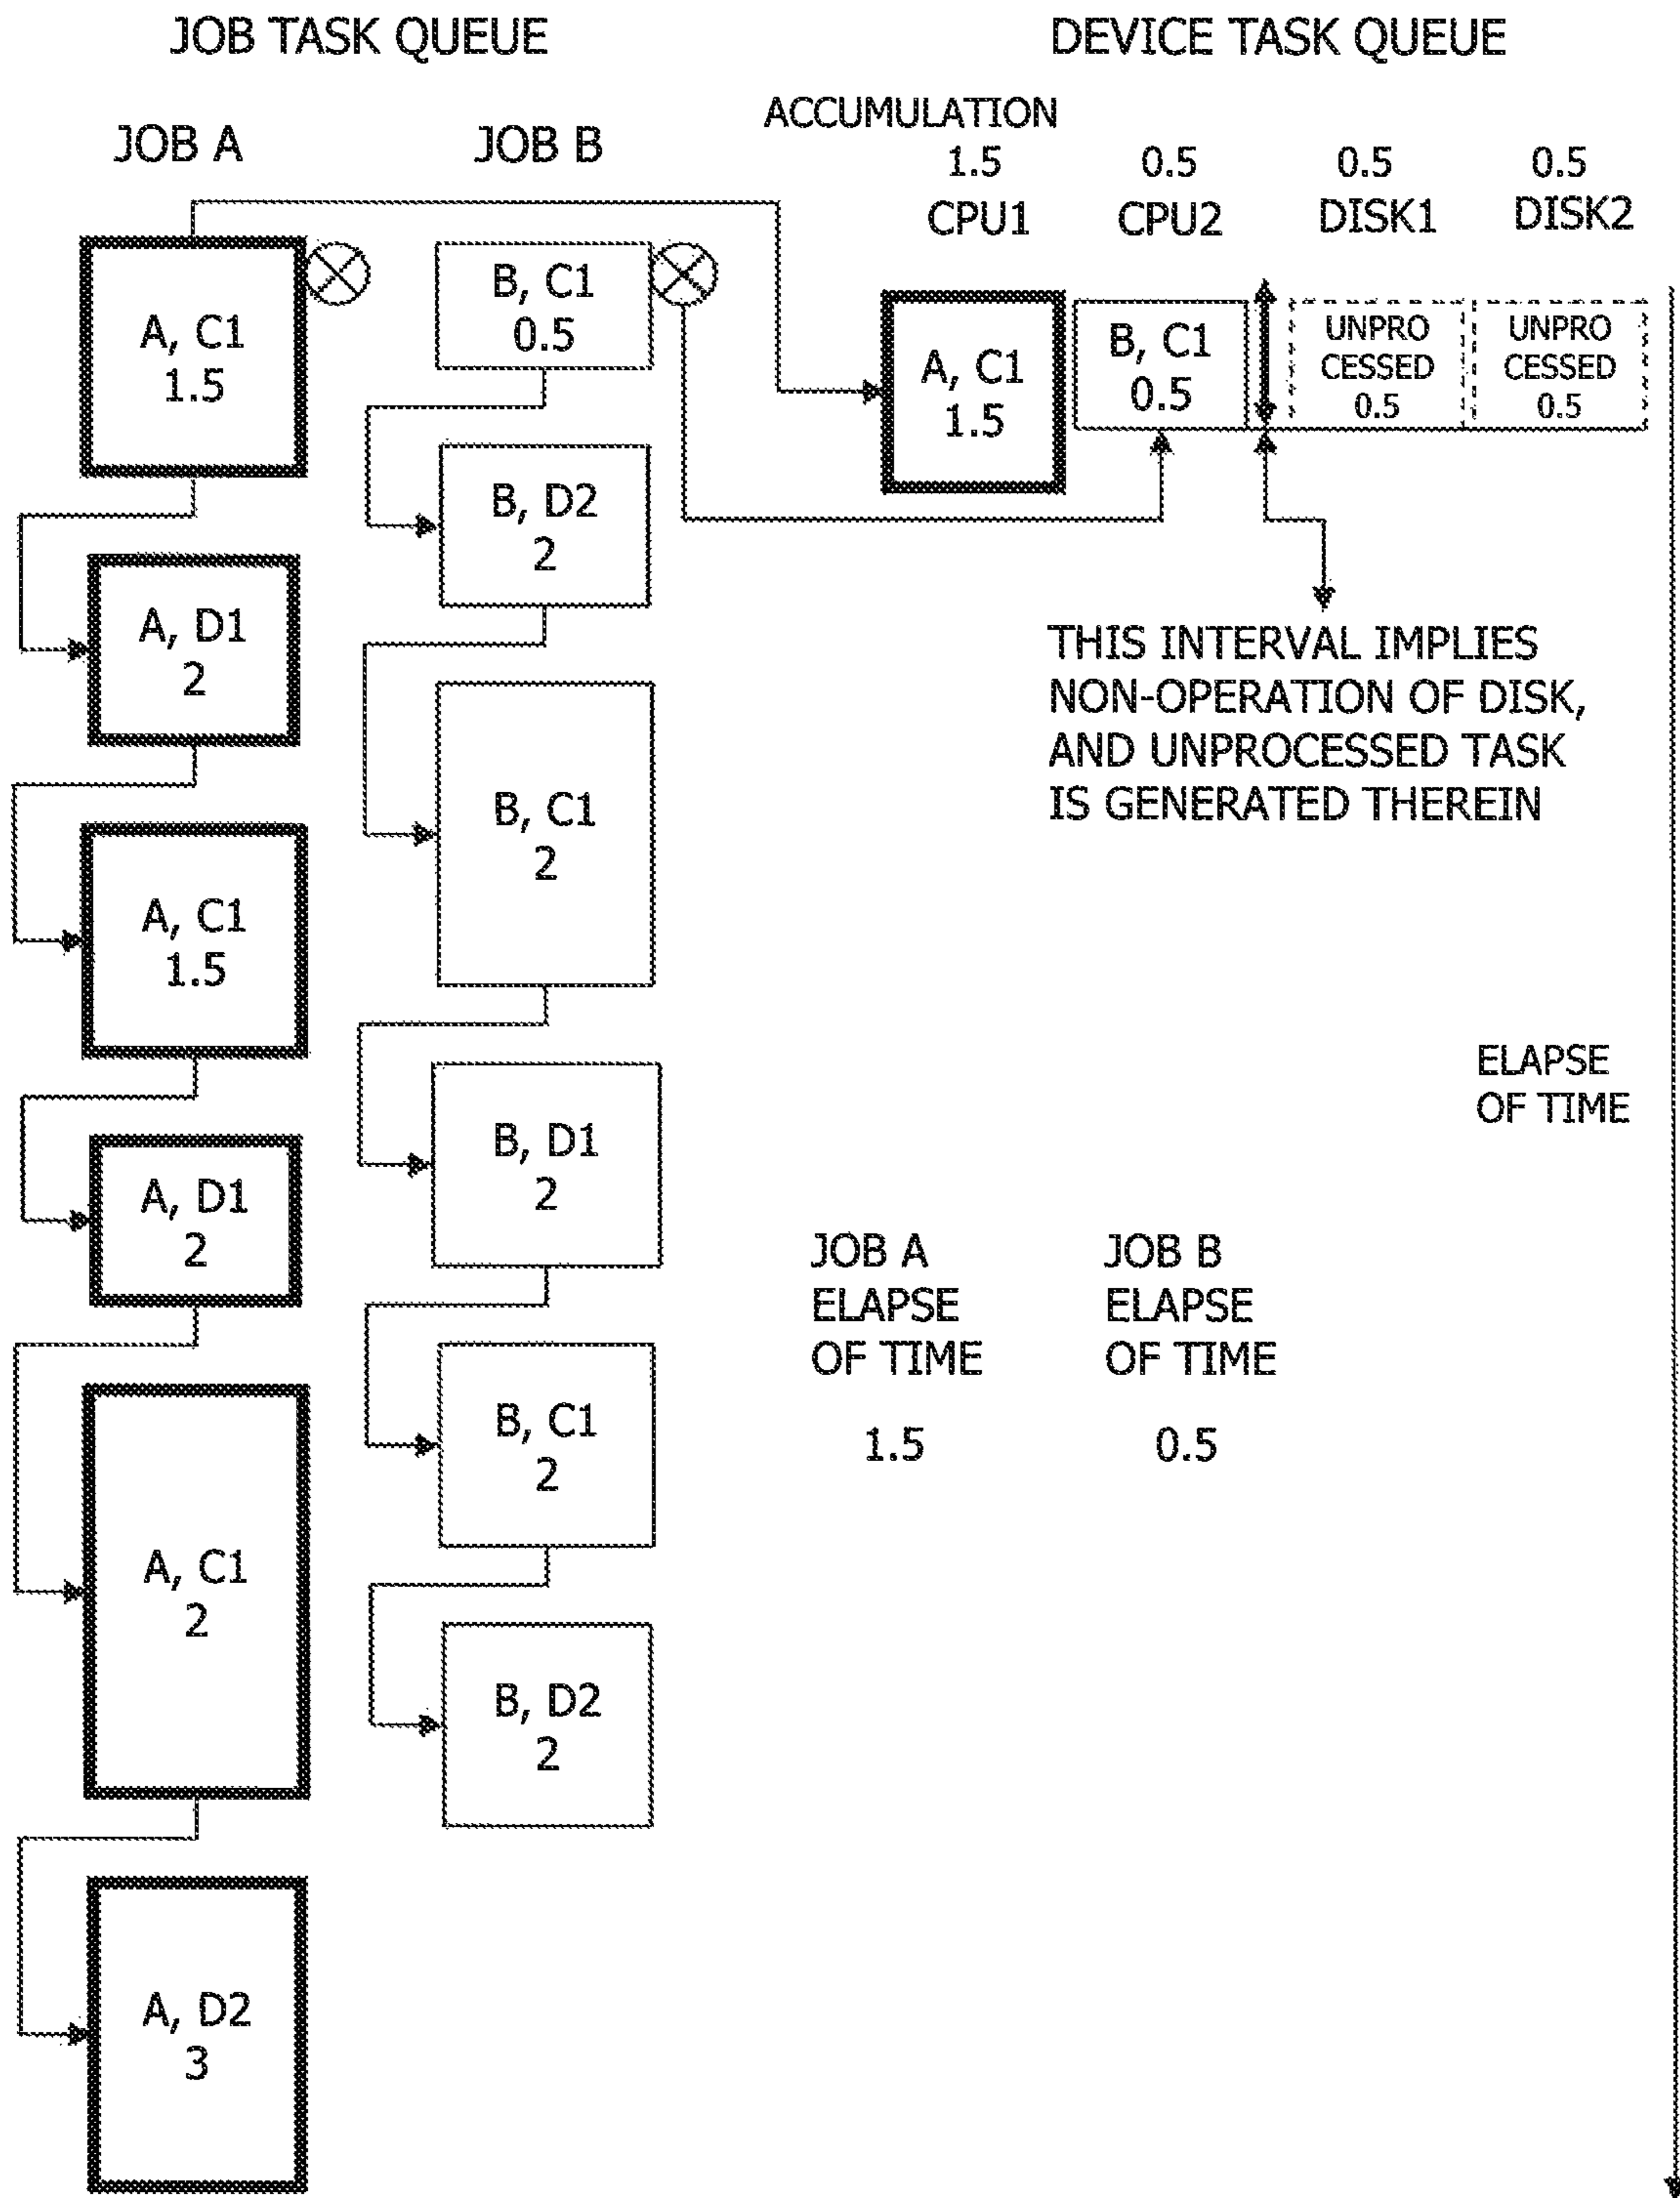 JOB TASK QUEUE
DEVICE TASK QUEUE
JOB A
JOB B
ACCUMULATION
1.5
0.5
0.5
0.5
CPU1
CPU2
DISK1
DISK2
A, C1
1.5
A, D1
2
A, C1
1.5
A, D1
2
A, C1
2
A, D2
3
B, C1
0.5
B, D2
2
B, C1
2
B, D1
2
B, C1
2
B, D2
2
A, C1
1.5
B, C1
0.5
UNPRO
CESSED
0.5
UNPRO
CESSED
0.5
THIS INTERVAL IMPLIES
NON-OPERATION OF DISK,
AND UNPROCESSED TASK
IS GENERATED THEREIN
ELAPSE
OF TIME
JOB A
ELAPSE
OF TIME
1.5
JOB B
ELAPSE
OF TIME
0.5